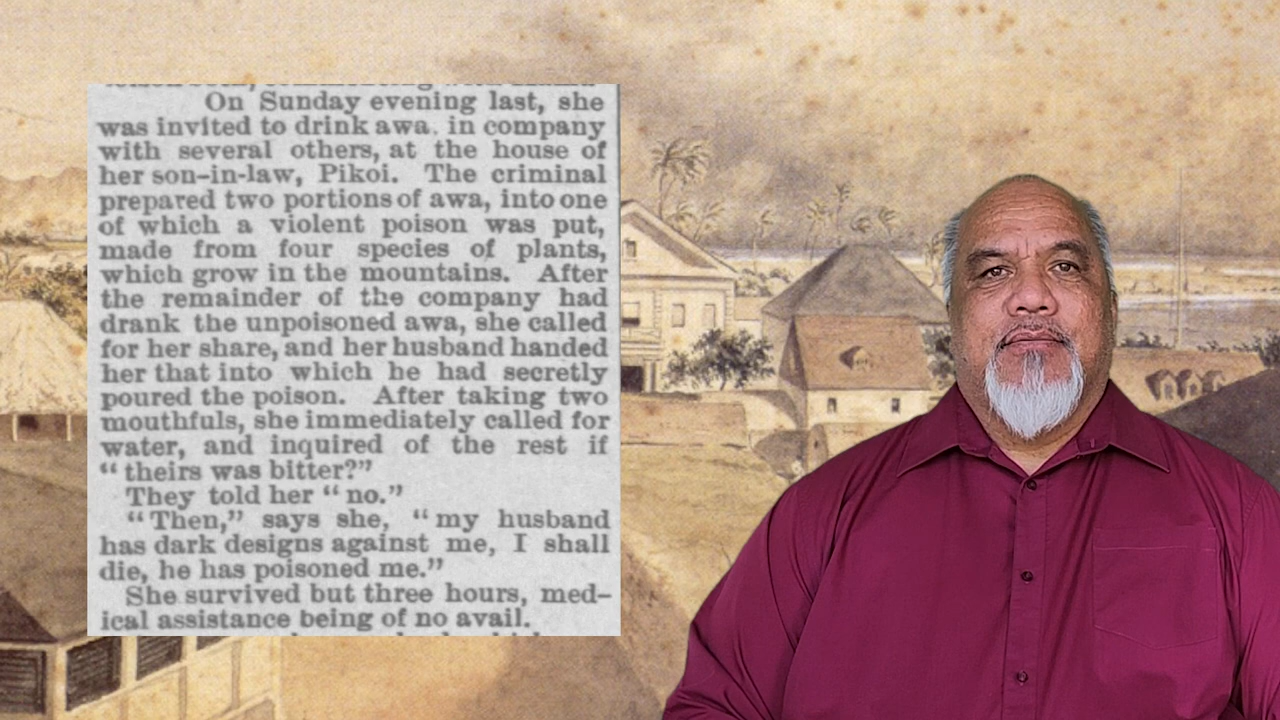 On Sunday evening last, she
was invited to drink awa. in company
with several others, at the house of
her son-in-law, Pikoi. The criminal
prepared two portions of awa, into one
of which a violent poison was put,
made from four species of plants,
which grow in the mountains. After
the remainder of the company had
drank the unpoisoned awa, she called
for her share, and her husband handed
her that into which he had secretly
poured the poison. After taking two
mouthfuls, she immediately called for
water, and inquired of the rest if
“theirs was bitter?”
They told her “no.”
“Then,” says she, “my husband
has dark designs against me, I shall
die, he has poisoned me.”
She survived but three hours, med-
ical assistance being of no avail.